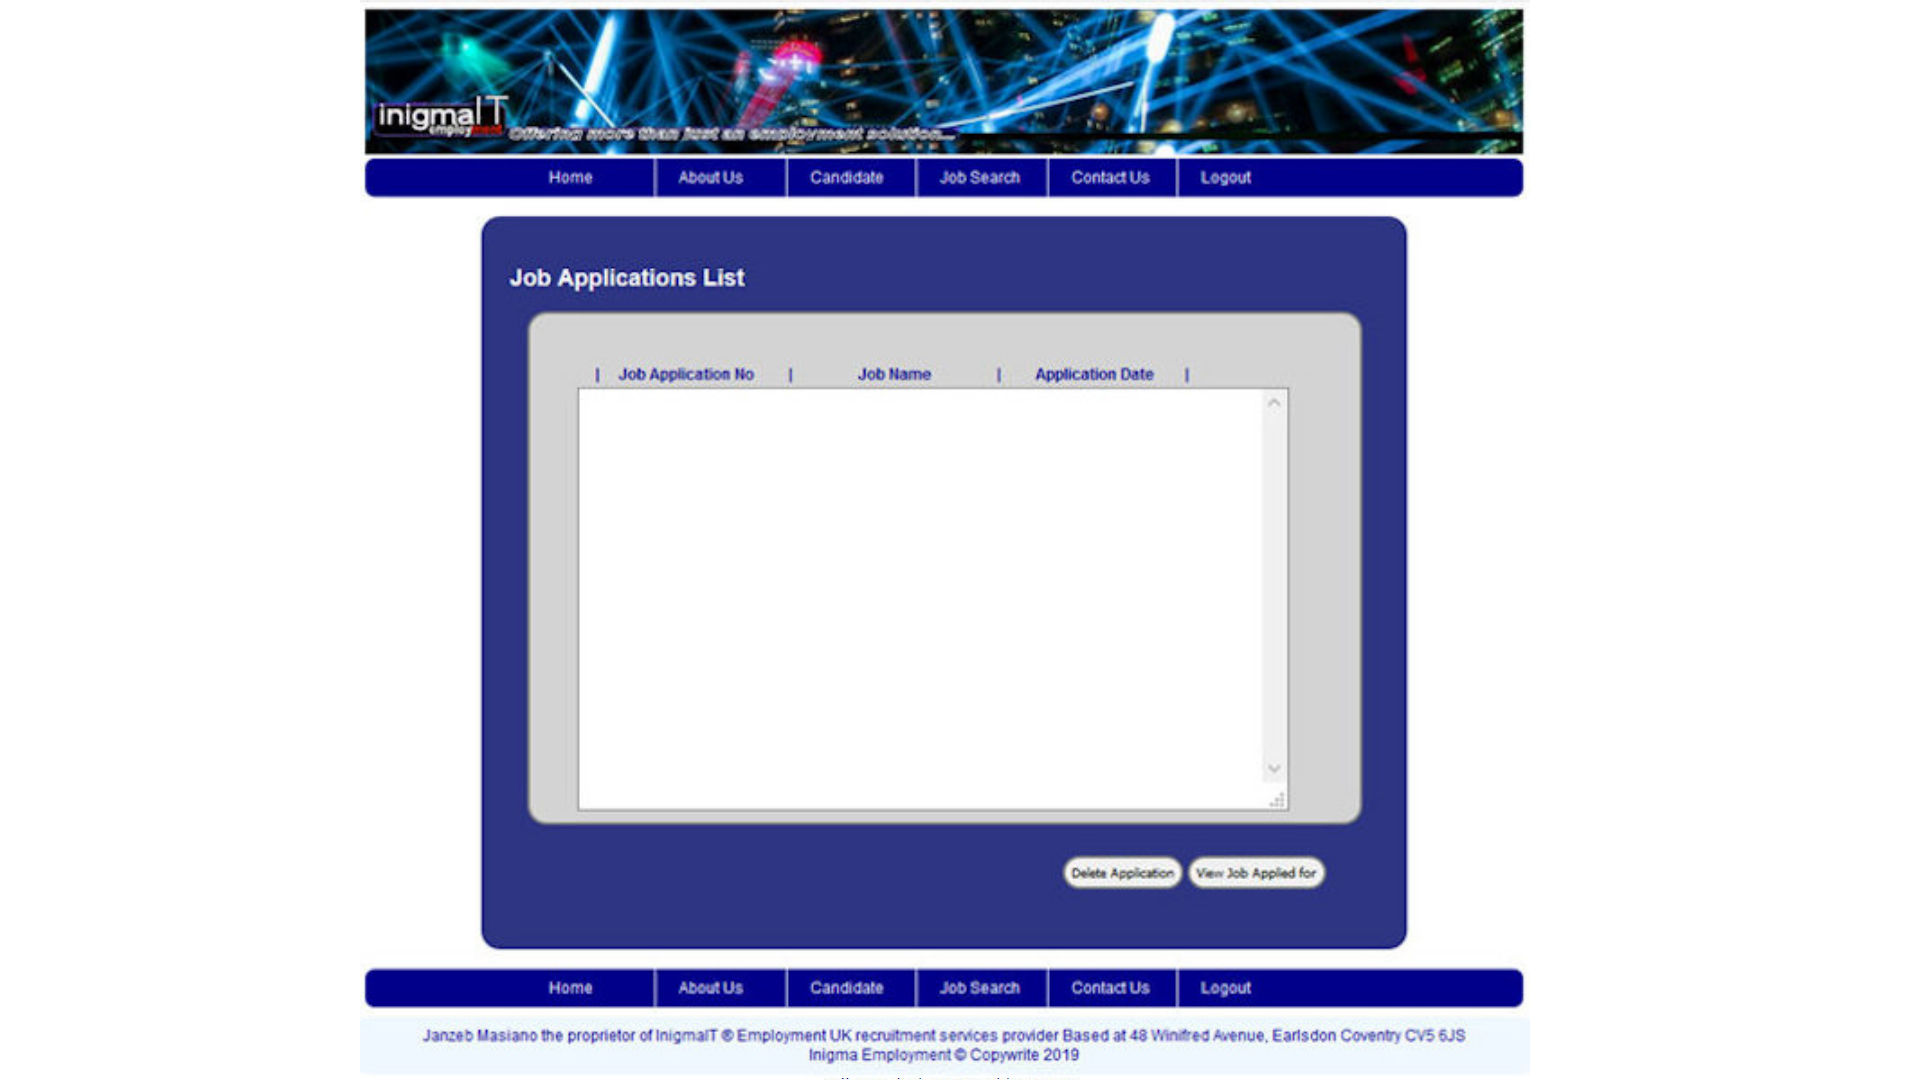 inigmaIT
employment
Offering more than just an employment solution...
Home About Us Candidate Job Search Contact Us Logout
Job Applications List
| Job Application No | Job Name | Application Date |
Delete Application View Job Applied for
Home About Us Candidate Job Search Contact Us Logout
Janzeb Masiano the proprietor of InigmaIT ® Employment UK recruitment services provider Based at 48 Winifred Avenue, Earlsdon Coventry CV5 6JS
Inigma Employment © Copywrite 2019